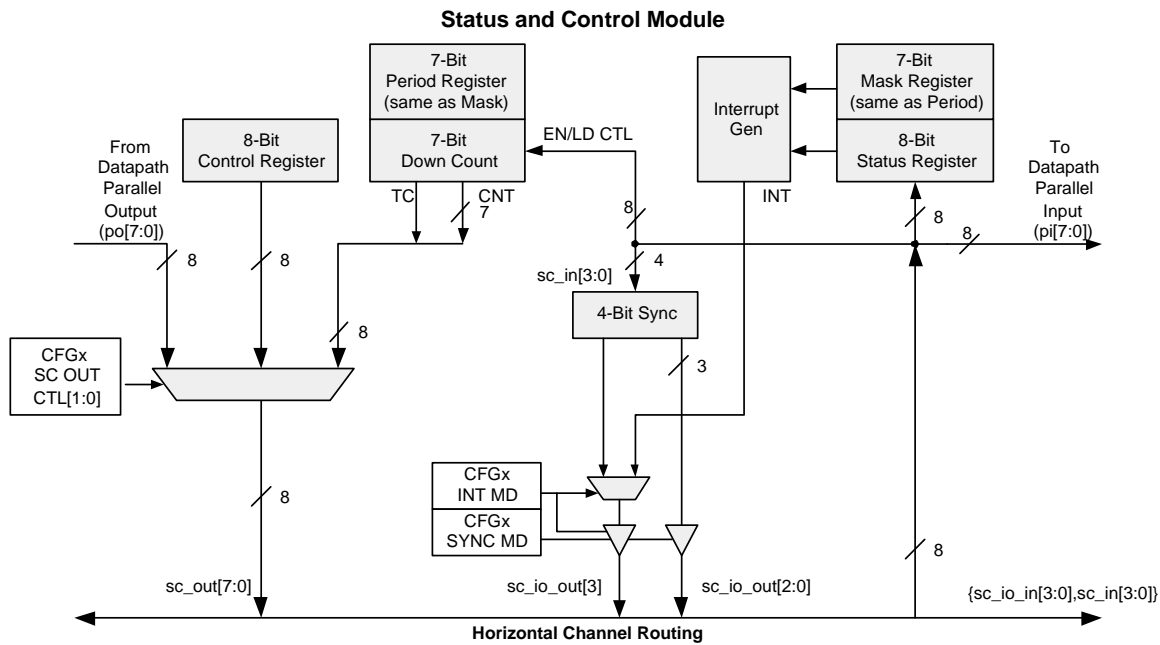 Status and Control Module
7-Bit
Period Register
(same as Mask)
7-Bit
Down Count
8-Bit
Control Register
From
Datapath
Parallel
Output
(po[7:0])
EN/LD CTL
TC
CNT
7
Interrupt
Gen
INT
7-Bit
Mask Register
(same as Period)
8-Bit
Status Register
To
Datapath
Parallel
Input
(pi[7:0])
8
8
8
8
8
8
4
sc_in[3:0]
4-Bit Sync
3
CFGx
SC OUT
CTL[1:0]
8
CFGx
INT MD
CFGx
SYNC MD
8
sc_out[7:0]
sc_io_out[3]
sc_io_out[2:0]
{sc_io_in[3:0],sc_in[3:0]}
Horizontal Channel Routing